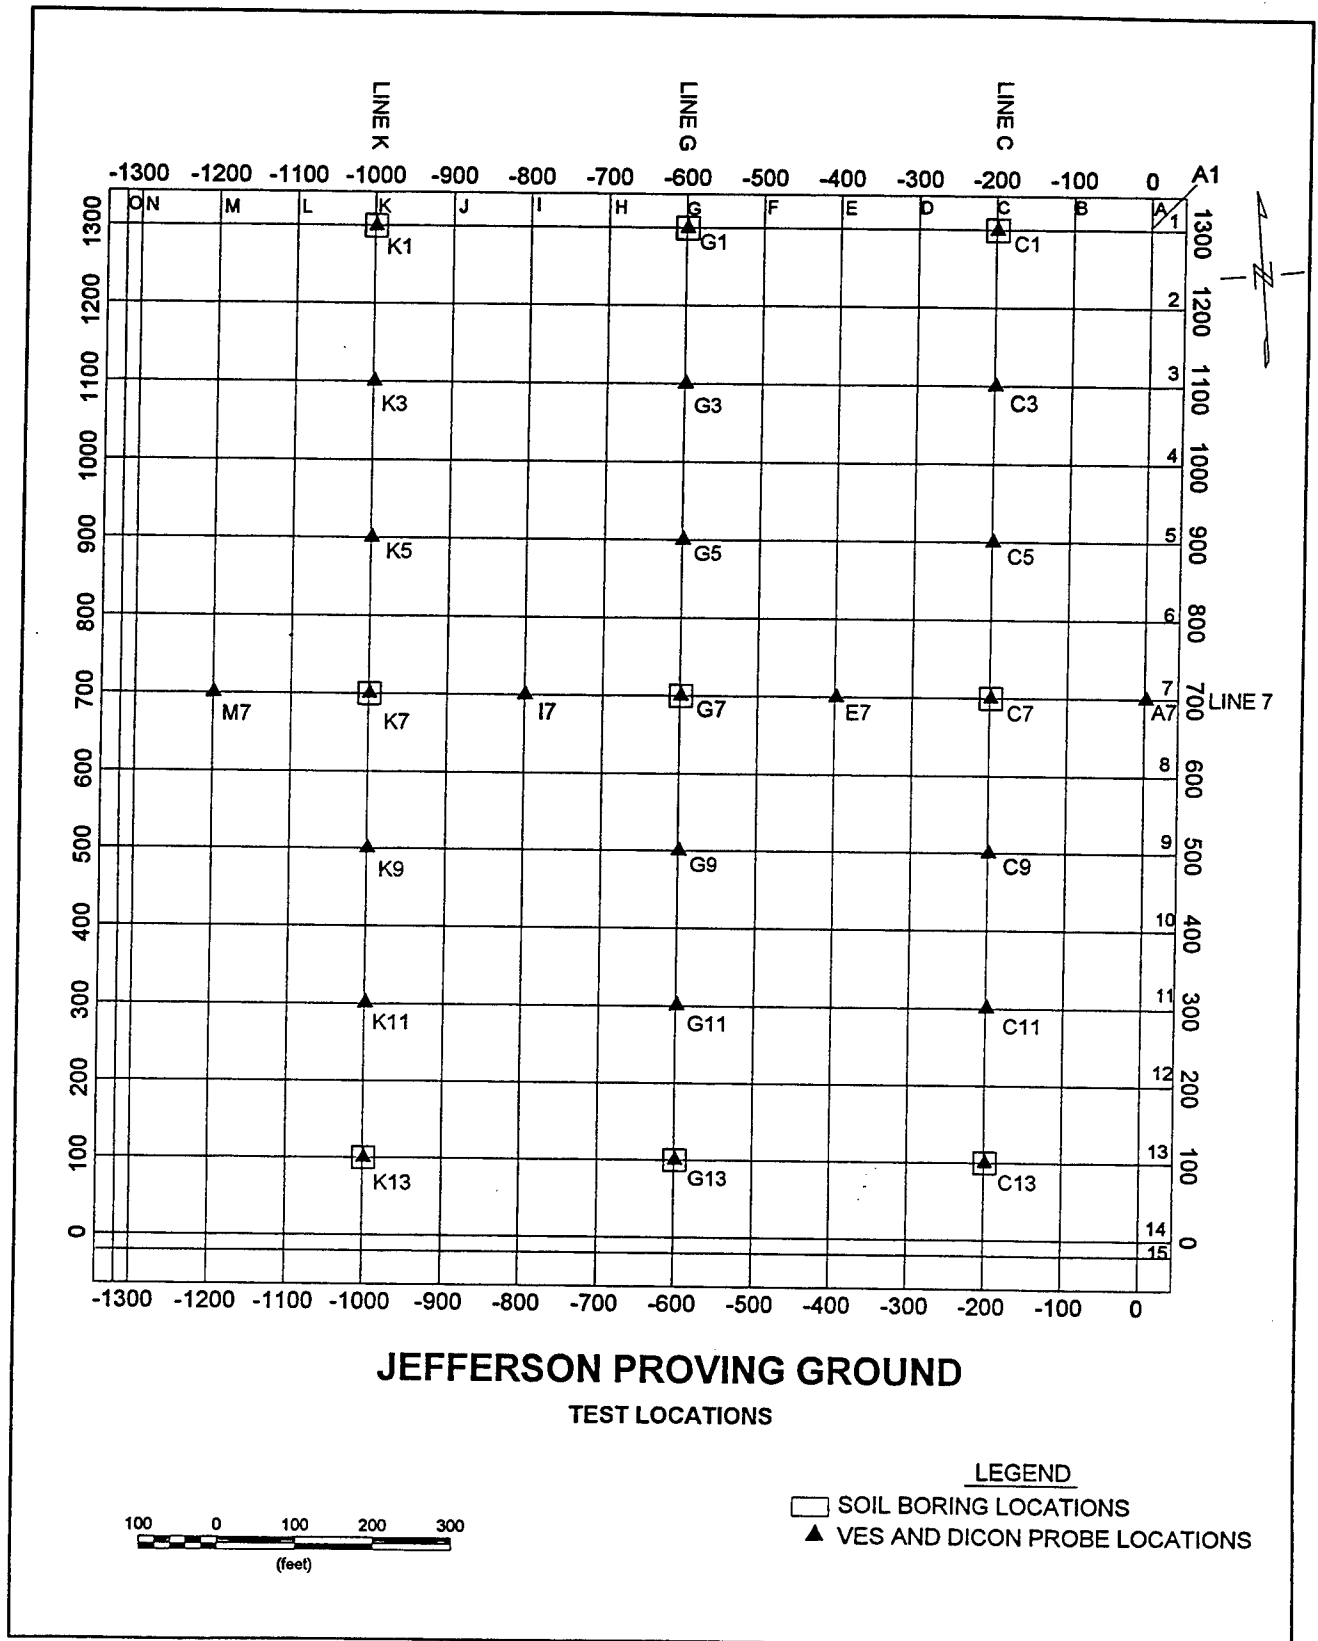 LINE K
LINE G
LINE C
-1300 -1200 -1100 -1000 -900 -800 -700 -600 -500 -400 -300 -200 -100 0 A1
O N M L K J I H G F E D C B A
1300 K1 G1 C1 1 1300
1200 2 1200
1100 K3 G3 C3 3 1100
1000 4 1000
900 K5 G5 C5 5 900
800 6 800
700 M7 K7 I7 G7 E7 C7 A7 7 700 LINE 7
600 8 600
500 K9 G9 C9 9 500
400 10 400
300 K11 G11 C11 11 300
200 12 200
100 K13 G13 C13 13 100
0 14 0
15
-1300 -1200 -1100 -1000 -900 -800 -700 -600 -500 -400 -300 -200 -100 0
JEFFERSON PROVING GROUND
TEST LOCATIONS
LEGEND
SOIL BORING LOCATIONS
VES AND DICON PROBE LOCATIONS
100 0 100 200 300
(feet)